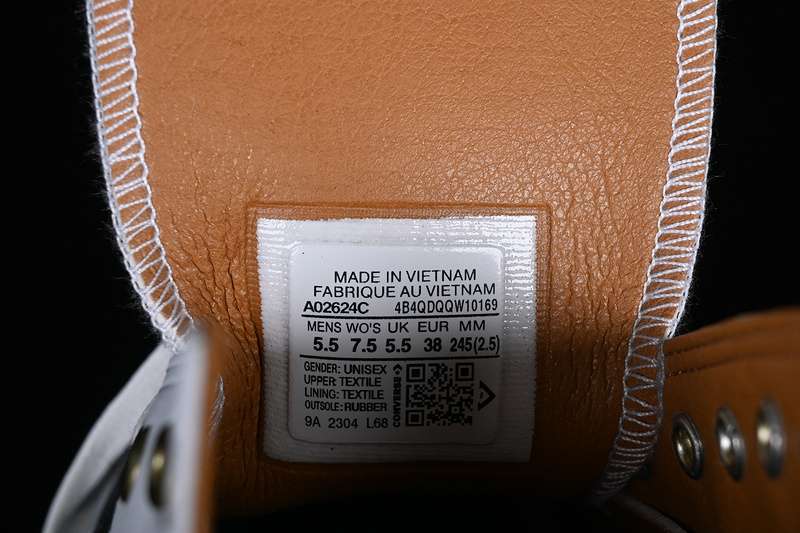 MADE IN VIETNAM
FABRIQUE AU VIETNAM
A02624C 4B4QDQQW10169
MENS WO'S UK EUR MM
5.5 7.5 5.5 38 245(2.5)
GENDER: UNISEX
UPPER: TEXTILE
LINING: TEXTILE
OUTSOLE: RUBBER
9A 2304 L68
CONVERSE